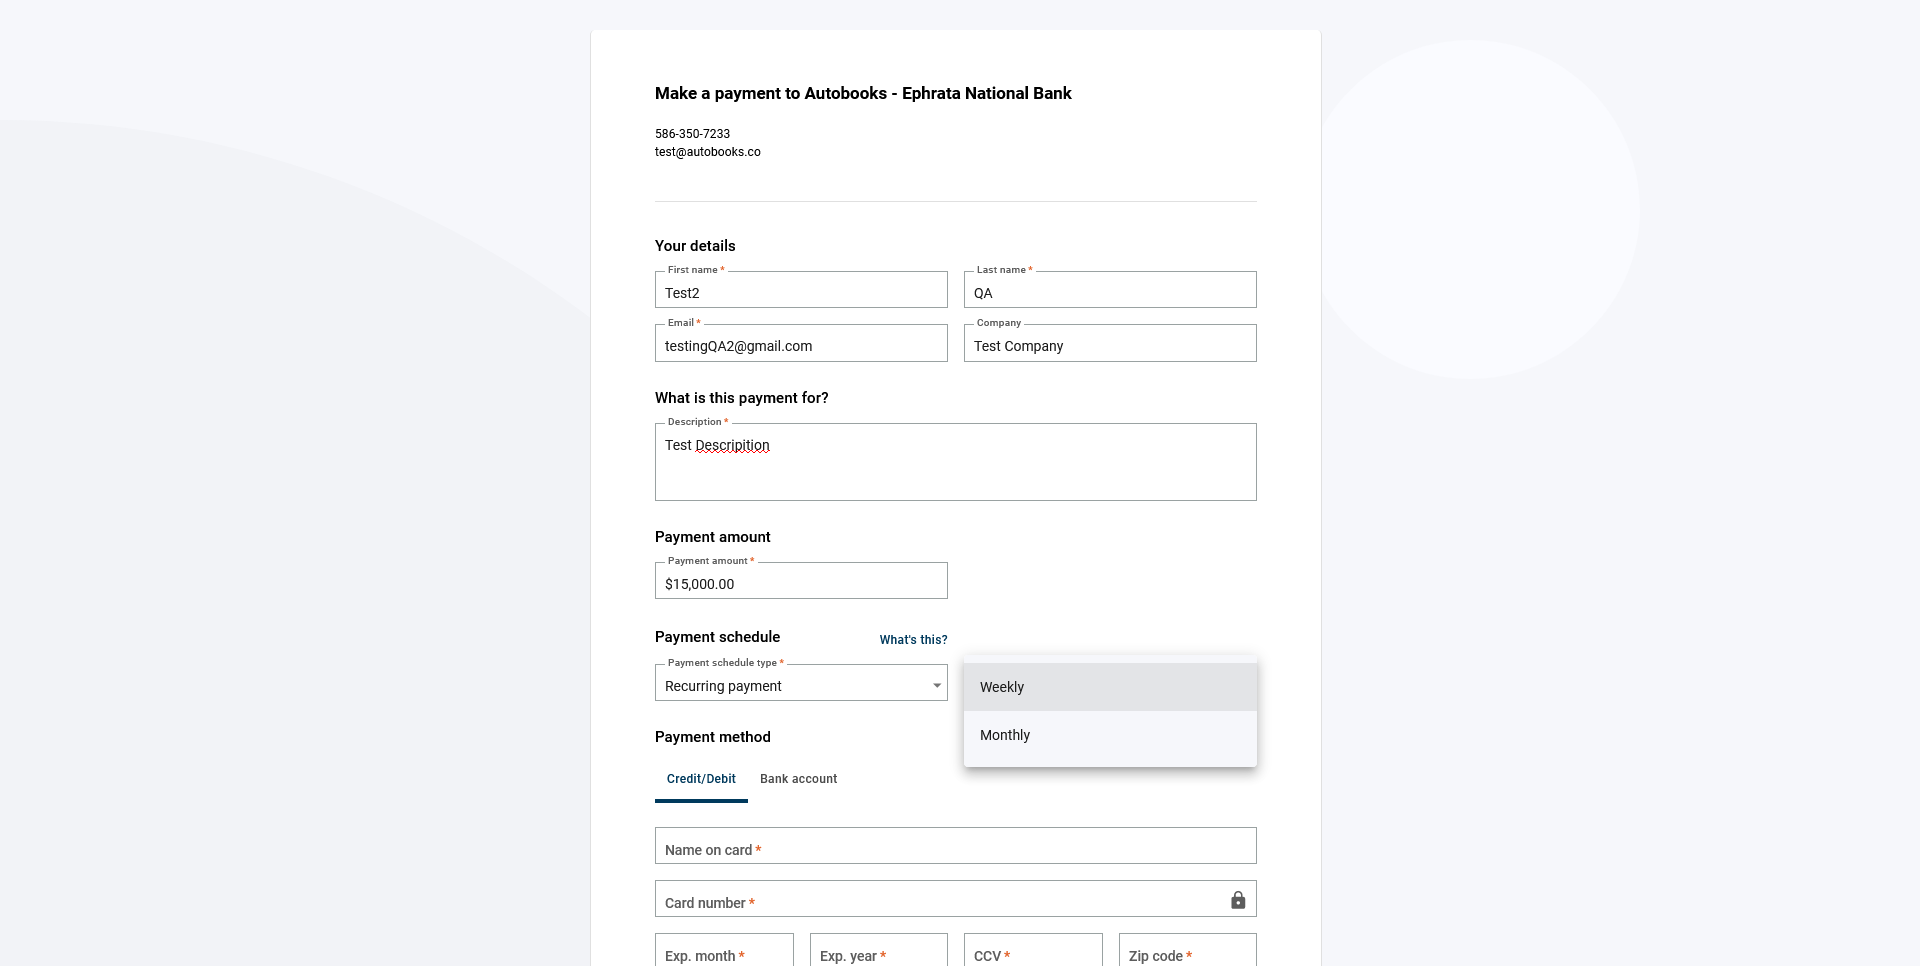 Make a payment to Autobooks - Ephrata National Bank
586-350-7233
test@autobooks.co
Your details
First name *
Test2
Last name *
QA
Email *
testingQA2@gmail.com
Company
Test Company
What is this payment for?
Description *
Test Descripition
Payment amount
Payment amount *
$15,000.00
Payment schedule
What's this?
Payment schedule type *
Recurring payment
Weekly
Monthly
Payment method
Credit/Debit
Bank account
Name on card *
Card number *
Exp. month *
Exp. year *
CCV *
Zip code *